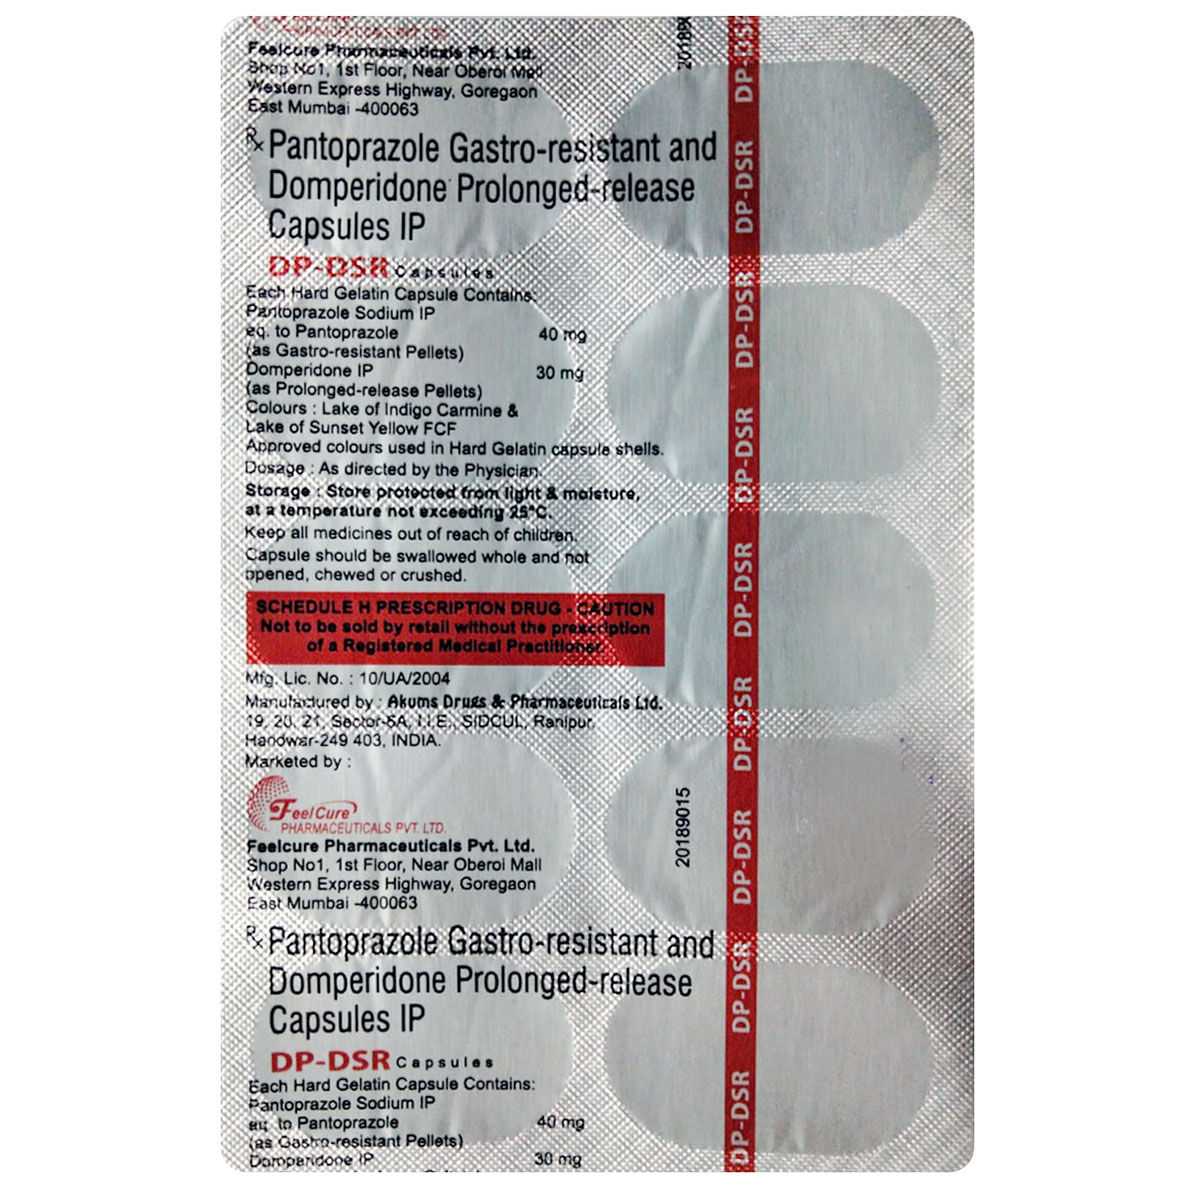 PHARMACEUTICALS PVT. LTD.
Feelcure Pharmaceuticals Pvt. Ltd.
Shop No1, 1st Floor, Near Oberoi Mall
Western Express Highway, Goregaon
East Mumbai -400063
Rx Pantoprazole Gastro-resistant and
Domperidone Prolonged-release
Capsules IP
DP-DSR Capsules
Each Hard Gelatin Capsule Contains:
Pantoprazole Sodium IP
eq. to Pantoprazole 40 mg
(as Gastro-resistant Pellets)
Domperidone IP 30 mg
(as Prolonged-release Pellets)
Colours : Lake of Indigo Carmine &
Lake of Sunset Yellow FCF
Approved colours used in Hard Gelatin capsule shells.
Dosage : As directed by the Physician.
Storage : Store protected from light & moisture,
at a temperature not exceeding 25°C.
Keep all medicines out of reach of children.
Capsule should be swallowed whole and not
opened, chewed or crushed.
SCHEDULE H PRESCRIPTION DRUG - CAUTION
Not to be sold by retail without the prescription
of a Registered Medical Practitioner.
Mfg. Lic. No. : 10/UA/2004
Manufactured by : Akums Drugs & Pharmaceuticals Ltd.
19, 20, 21, Sector-6A, I.I.E., SIDCUL, Ranipur,
Haridwar-249 403, INDIA.
Marketed by :
FeelCure
PHARMACEUTICALS PVT. LTD.
Feelcure Pharmaceuticals Pvt. Ltd.
Shop No1, 1st Floor, Near Oberoi Mall
Western Express Highway, Goregaon
East Mumbai -400063
Rx Pantoprazole Gastro-resistant and
Domperidone Prolonged-release
Capsules IP
DP-DSR Capsules
Each Hard Gelatin Capsule Contains:
Pantoprazole Sodium IP
eq. to Pantoprazole 40 mg
(as Gastro-resistant Pellets)
Domperidone IP 30 mg
20189015
DP-DSR
DP-DSR
DP-DSR
DP-DSR
DP-DSR
DP-DSR
DP-DSR
DP-DSR
DP-DSR